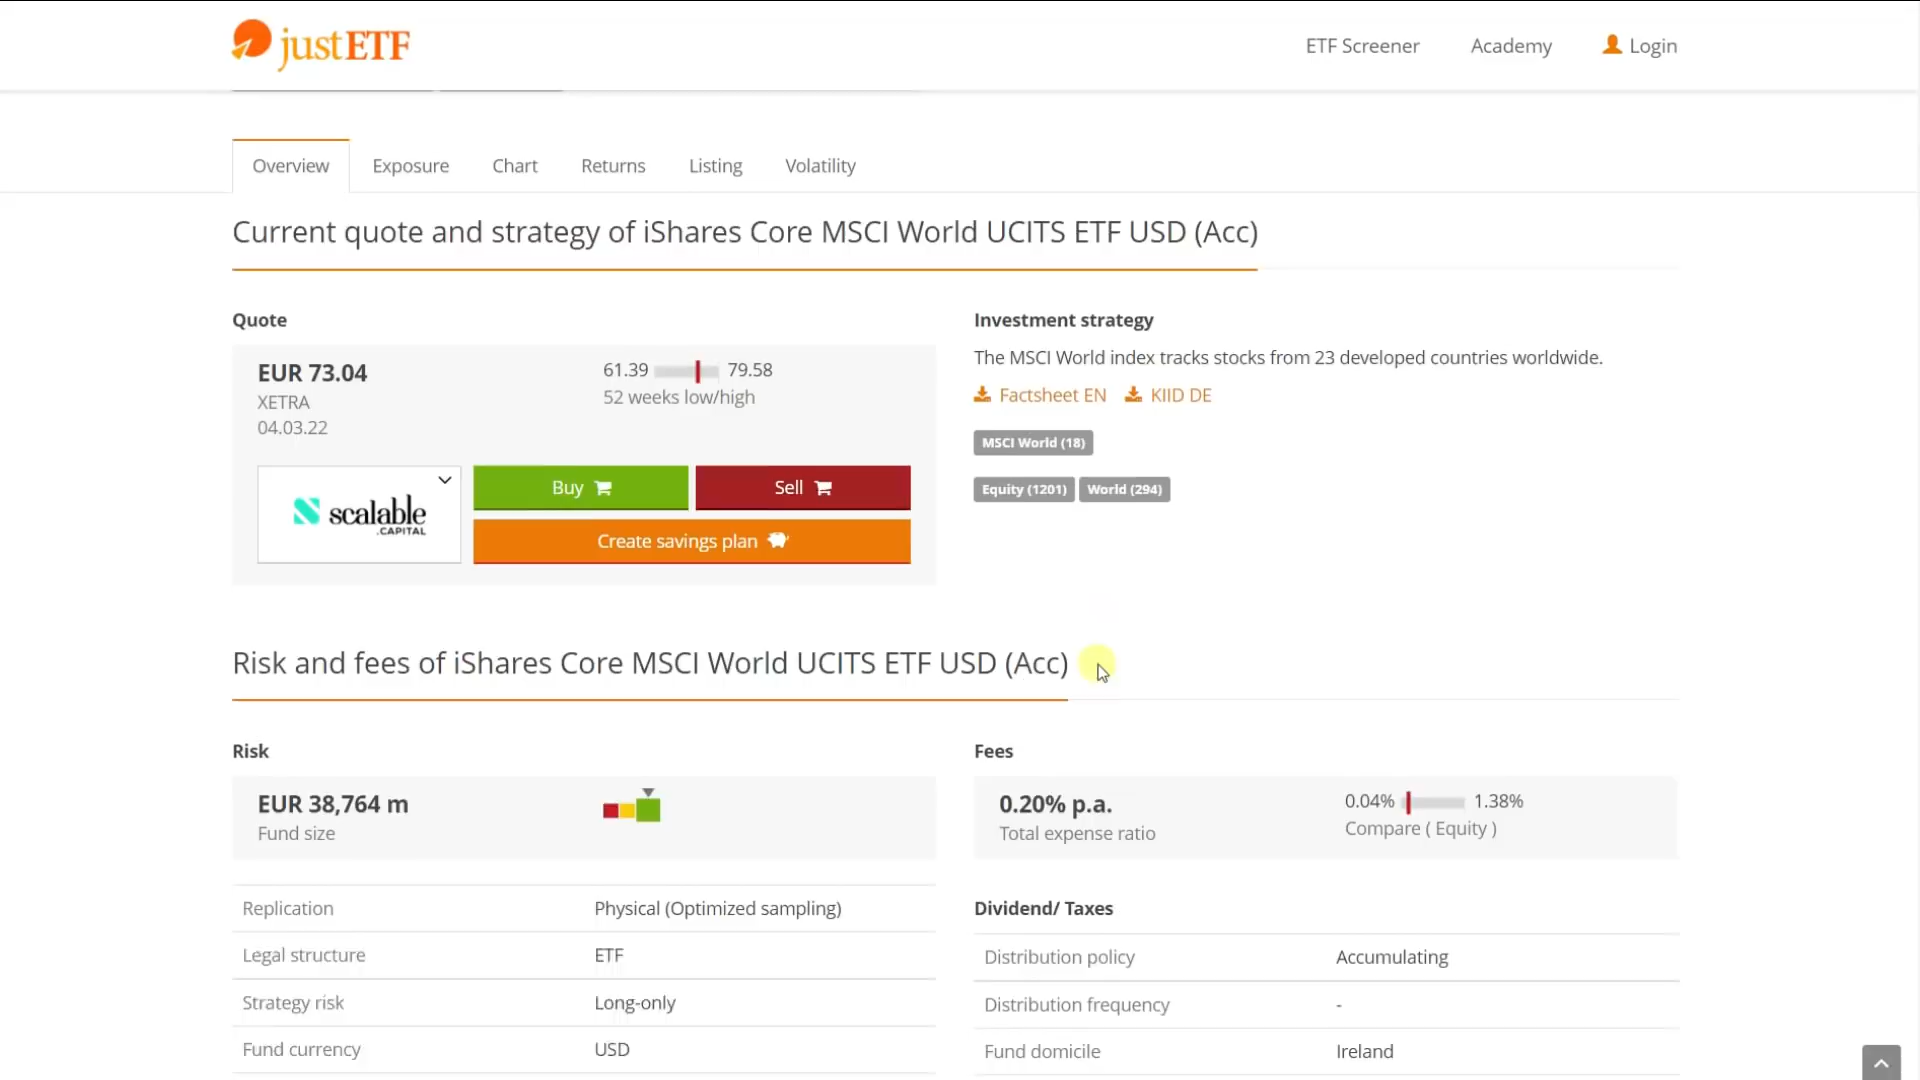 justETF
ETF Screener
Academy
Login
Overview
Exposure
Chart
Returns
Listing
Volatility
Current quote and strategy of iShares Core MSCI World UCITS ETF USD (Acc)
Quote
EUR 73.04
XETRA
04.03.22
61.39 79.58
52 weeks low/high
scalable
.CAPITAL
Buy
Sell
Create savings plan
Investment strategy
The MSCI World index tracks stocks from 23 developed countries worldwide.
Factsheet EN
KIID DE
MSCI World (18)
Equity (1201)
World (294)
Risk and fees of iShares Core MSCI World UCITS ETF USD (Acc)
Risk
EUR 38,764 m
Fund size
Replication Physical (Optimized sampling)
Legal structure ETF
Strategy risk Long-only
Fund currency USD
Fees
0.20% p.a.
Total expense ratio
0.04% 1.38%
Compare ( Equity )
Dividend/ Taxes
Distribution policy Accumulating
Distribution frequency -
Fund domicile Ireland